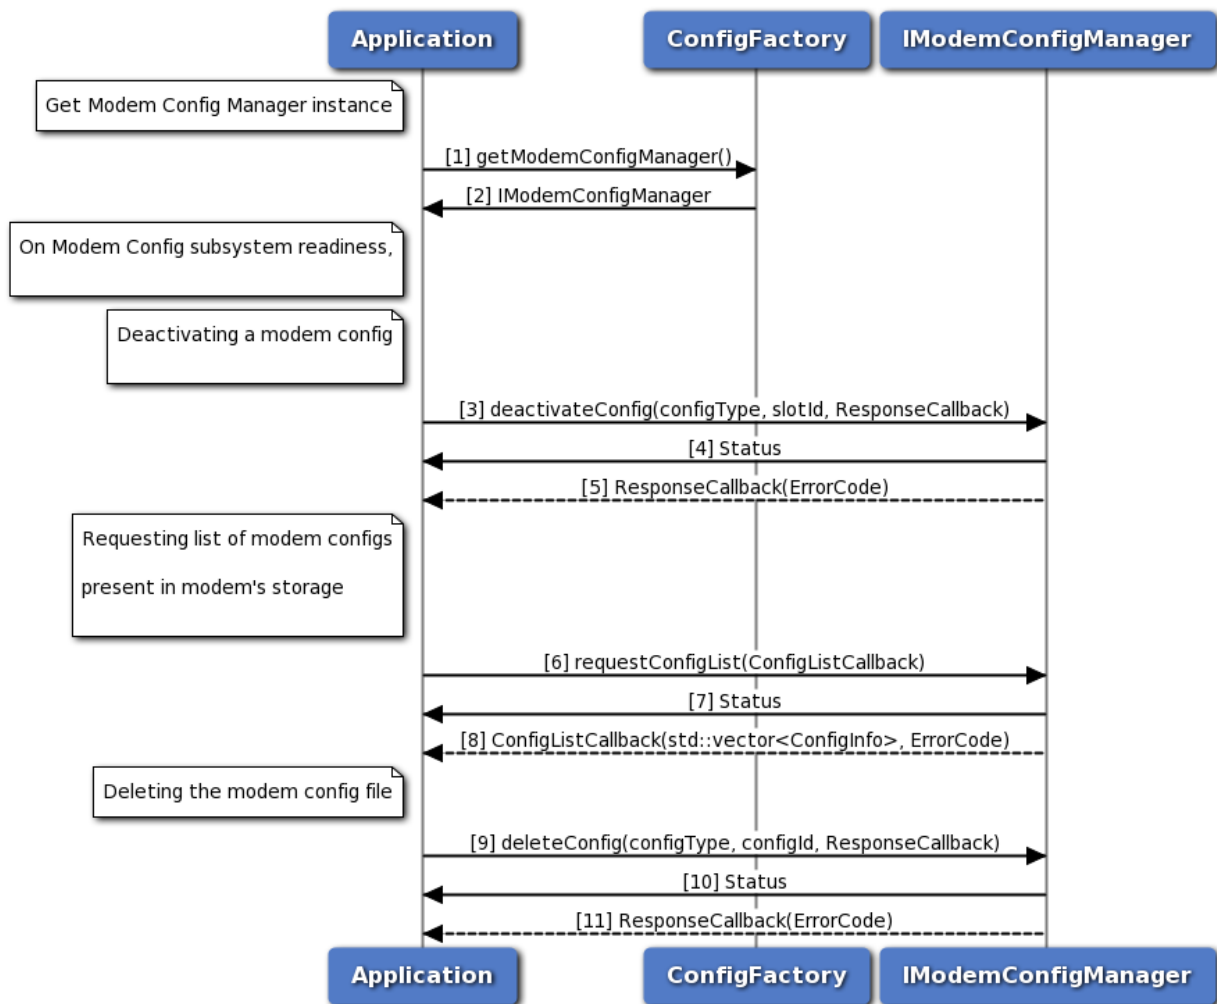 Application
ConfigFactory
IModemConfigManager
Get Modem Config Manager instance
[1] getModemConfigManager()
[2] IModemConfigManager
On Modem Config subsystem readiness,
Deactivating a modem config
[3] deactivateConfig(configType, slotId, ResponseCallback)
[4] Status
[5] ResponseCallback(ErrorCode)
Requesting list of modem configs
present in modem's storage
[6] requestConfigList(ConfigListCallback)
[7] Status
[8] ConfigListCallback(std::vector<ConfigInfo>, ErrorCode)
Deleting the modem config file
[9] deleteConfig(configType, configId, ResponseCallback)
[10] Status
[11] ResponseCallback(ErrorCode)
Application
ConfigFactory
IModemConfigManager